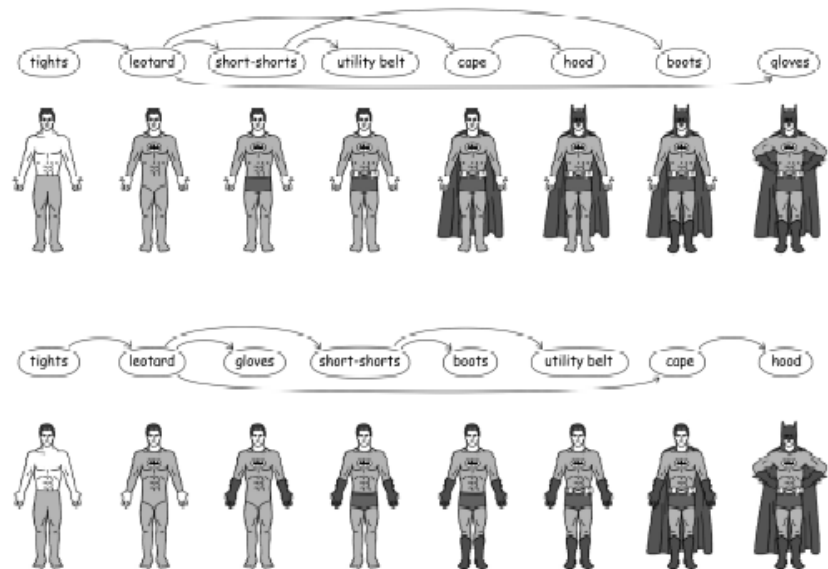 tights leotard short-shorts utility belt cape hood boots gloves
tights leotard gloves short-shorts boots utility belt cape hood